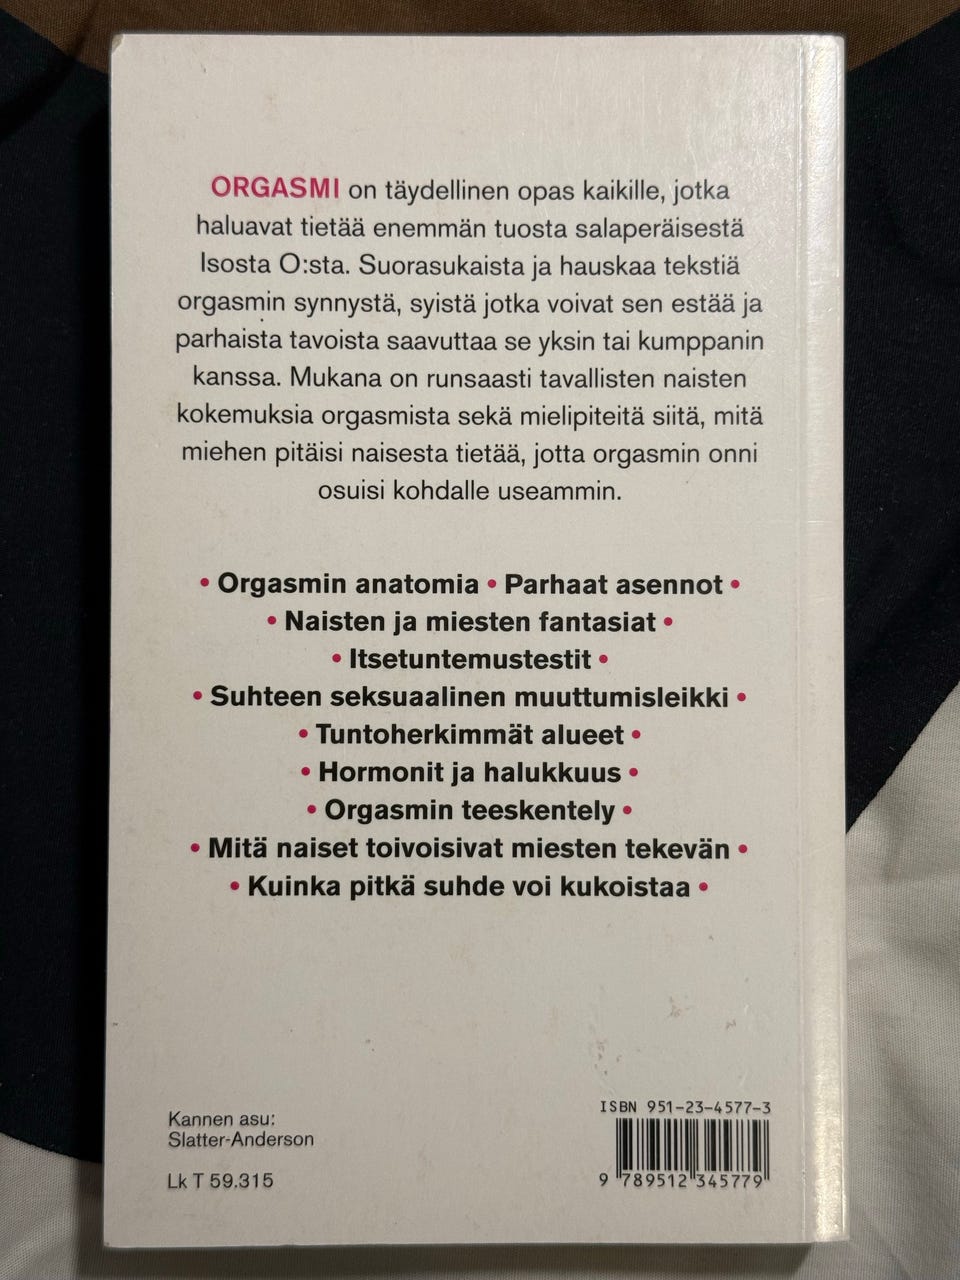 ORGASMI on täydellinen opas kaikille, jotka
haluavat tietää enemmän tuosta salaperäisestä
Isosta O:sta. Suorasukaista ja hauskaa tekstiä
orgasmin synnystä, syistä jotka voivat sen estää ja
parhaista tavoista saavuttaa se yksin tai kumppanin
kanssa. Mukana on runsaasti tavallisten naisten
kokemuksia orgasmista sekä mielipiteitä siitä, mitä
miehen pitäisi naisesta tietää, jotta orgasmin onni
osuisi kohdalle useammin.
• Orgasmin anatomia • Parhaat asennot •
• Naisten ja miesten fantasiat •
• Itsetuntemustestit •
• Suhteen seksuaalinen muuttumisleikki •
• Tuntoherkimmät alueet •
• Hormonit ja halukkuus •
• Orgasmin teeskentely •
• Mitä naiset toivoisivat miesten tekevän •
• Kuinka pitkä suhde voi kukoistaa •
Kannen asu:
Slatter-Anderson
Lk T 59.315
ISBN 951-23-4577-3
9 789512 345779